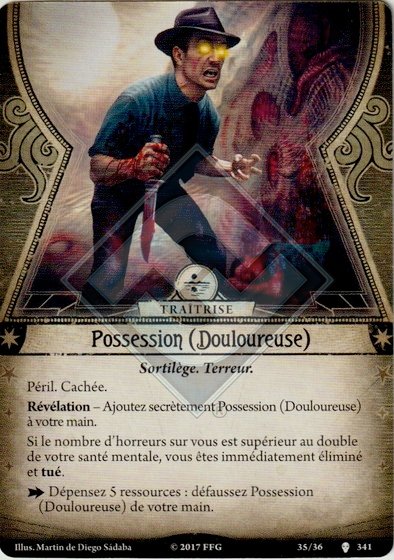 TRAÎTRISE
Possession (Douloureuse)
Sortilège. Terreur.
Péril. Cachée.
Révélation – Ajoutez secrètement Possession (Douloureuse)
à votre main.
Si le nombre d'horreurs sur vous est supérieur au double
de votre santé mentale, vous êtes immédiatement éliminé
et tué.
Dépensez 5 ressources : défaussez Possession
(Douloureuse) de votre main.
Illus. Martin de Diego Sádaba © 2017 FFG 35/36 341